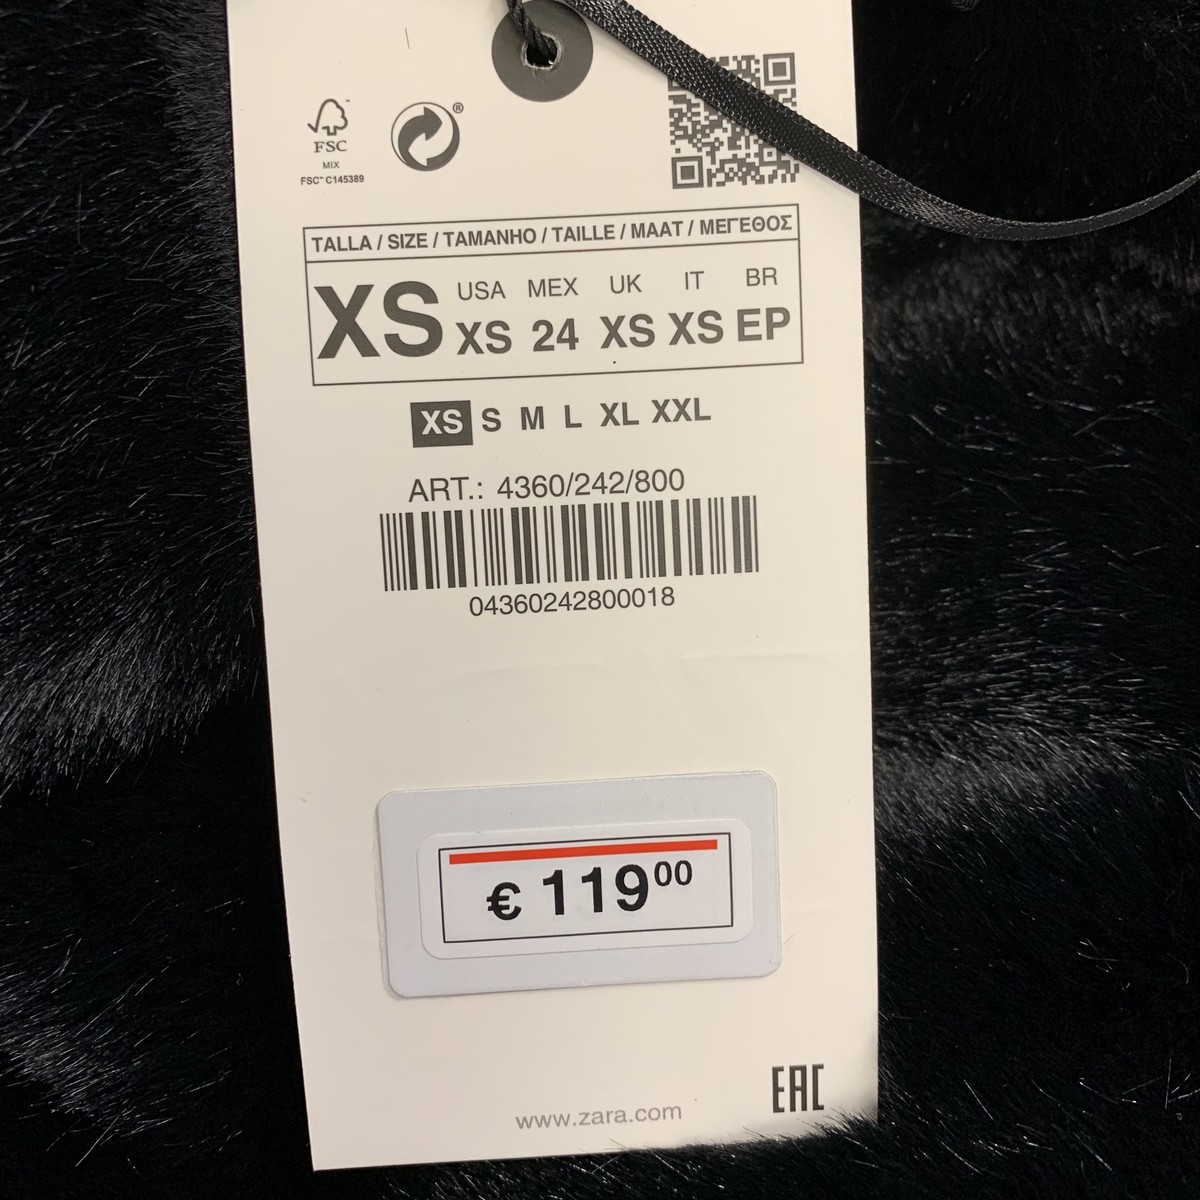 FSC
MIX
FSC™ C145389
®
TALLA / SIZE / TAMANHO / TAILLE / MAAT / ΜΕΓΕΘΟΣ
XS USA MEX UK IT BR
XS 24 XS XS EP
XS S M L XL XXL
ART.: 4360/242/800
04360242800018
€ 119⁰⁰
EAC
www.zara.com